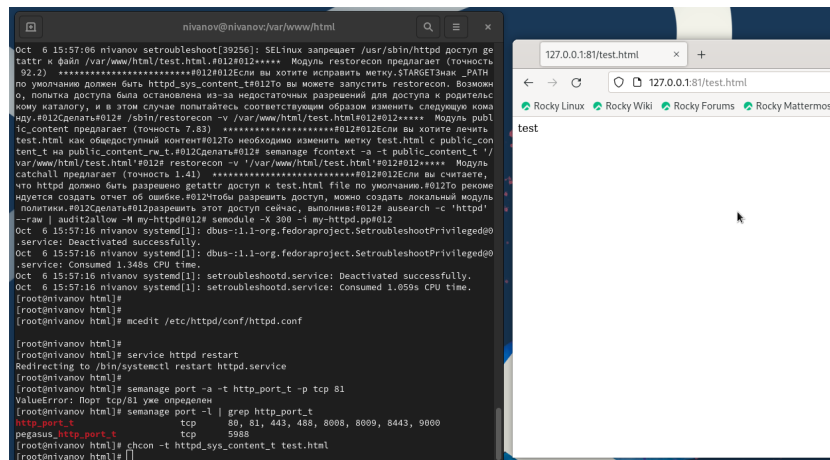 nivanov@nivanov:/var/www/html
Oct  6 15:57:06 nivanov setroubleshoot[39256]: SELinux запрещает /usr/sbin/httpd доступ ge
tattr к файл /var/www/html/test.html.#012#012*****  Модуль restorecon предлагает (точность
 92.2)  ************************#012#012Если вы хотите исправить метку.$TARGETЗнак _PATH
по умолчанию должен быть httpd_sys_content_t#012То вы можете запустить restorecon. Возможн
о, попытка доступа была остановлена из-за недостаточных разрешений для доступа к родительс
кому каталогу, и в этом случае попытайтесь соответствующим образом изменить следующую кома
нду.#012Сделать#012# /sbin/restorecon -v /var/www/html/test.html#012#012*****  Модуль publ
ic_content предлагает (точность 7.83)  **********************#012#012Если вы хотите лечить
test.html как общедоступный контент#012То необходимо изменить метку test.html с public_con
tent_t на public_content_rw_t.#012Сделать#012# semanage fcontext -a -t public_content_t '/
var/www/html/test.html'#012# restorecon -v '/var/www/html/test.html'#012*****  Модуль
catchall предлагает (точность 1.41)  **************************#012#012Если вы считаете,
что httpd должно быть разрешено getattr доступ к test.html file по умолчанию.#012То рекоме
ндуется создать отчет об ошибке.#012Чтобы разрешить доступ, можно создать локальный модуль
 политики.#012Сделать#012разрешить этот доступ сейчас, выполнив:#012# ausearch -c 'httpd'
--raw | audit2allow -M my-httpd#012# semodule -X 300 -i my-httpd.pp#012
Oct  6 15:57:16 nivanov systemd[1]: dbus-:1.1-org.fedoraproject.SetroubleshootPrivileged@0
.service: Deactivated successfully.
Oct  6 15:57:16 nivanov systemd[1]: dbus-:1.1-org.fedoraproject.SetroubleshootPrivileged@0
.service: Consumed 1.348s CPU time.
Oct  6 15:57:16 nivanov systemd[1]: setroubleshootd.service: Deactivated successfully.
Oct  6 15:57:16 nivanov systemd[1]: setroubleshootd.service: Consumed 1.059s CPU time.
[root@nivanov html]#
[root@nivanov html]#
[root@nivanov html]# mcedit /etc/httpd/conf/httpd.conf
[root@nivanov html]#
[root@nivanov html]# service httpd restart
Redirecting to /bin/systemctl restart httpd.service
[root@nivanov html]#
[root@nivanov html]# semanage port -a -t http_port_t -p tcp 81
ValueError: Порт tcp/81 уже определен
[root@nivanov html]# semanage port -l | grep http_port_t
http_port_t                    tcp      80, 81, 443, 488, 8008, 8009, 8443, 9000
pegasus_http_port_t            tcp      5988
[root@nivanov html]# chcon -t httpd_sys_content_t test.html
[root@nivanov html]#
127.0.0.1:81/test.html
127.0.0.1:81/test.html
Rocky Linux Rocky Wiki Rocky Forums Rocky Mattermos
test